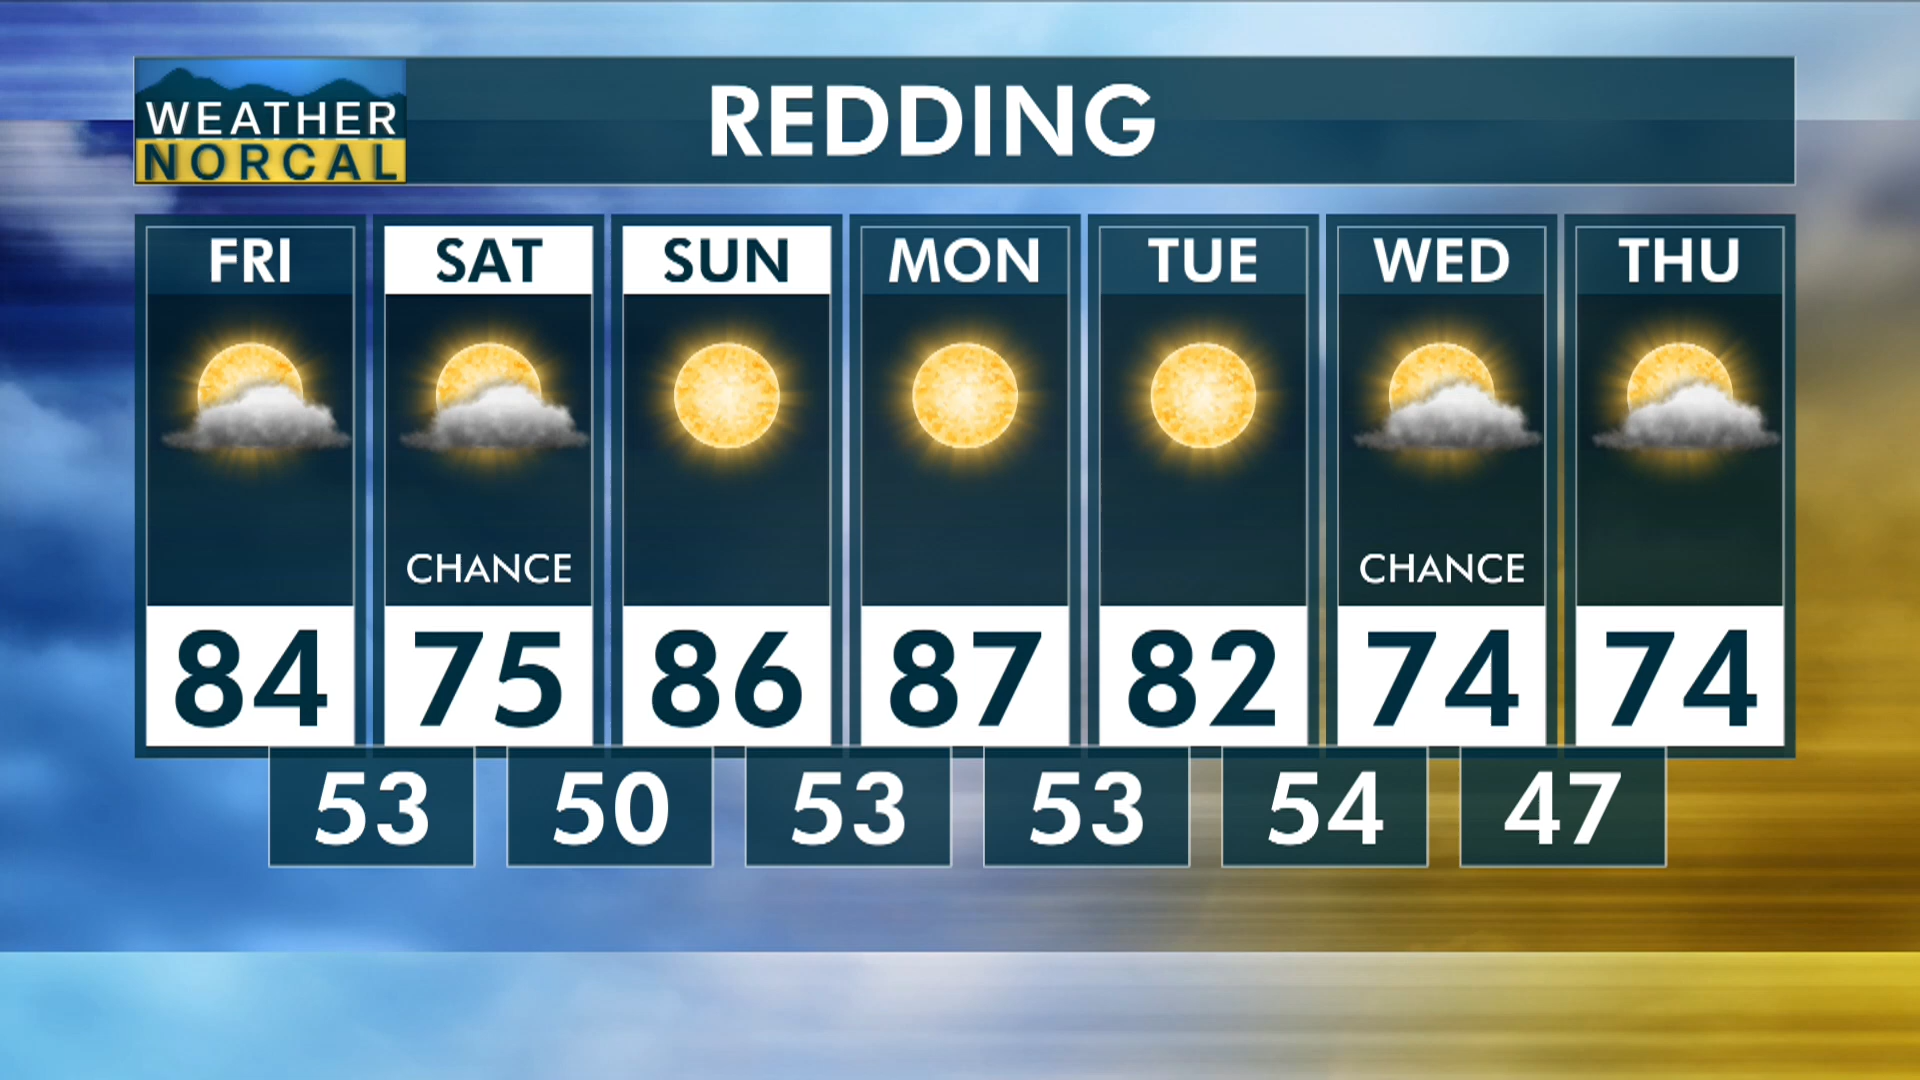 WEATHER
NORCAL
REDDING
FRI SAT SUN MON TUE WED THU
CHANCE CHANCE
84 75 86 87 82 74 74
53 50 53 53 54 47